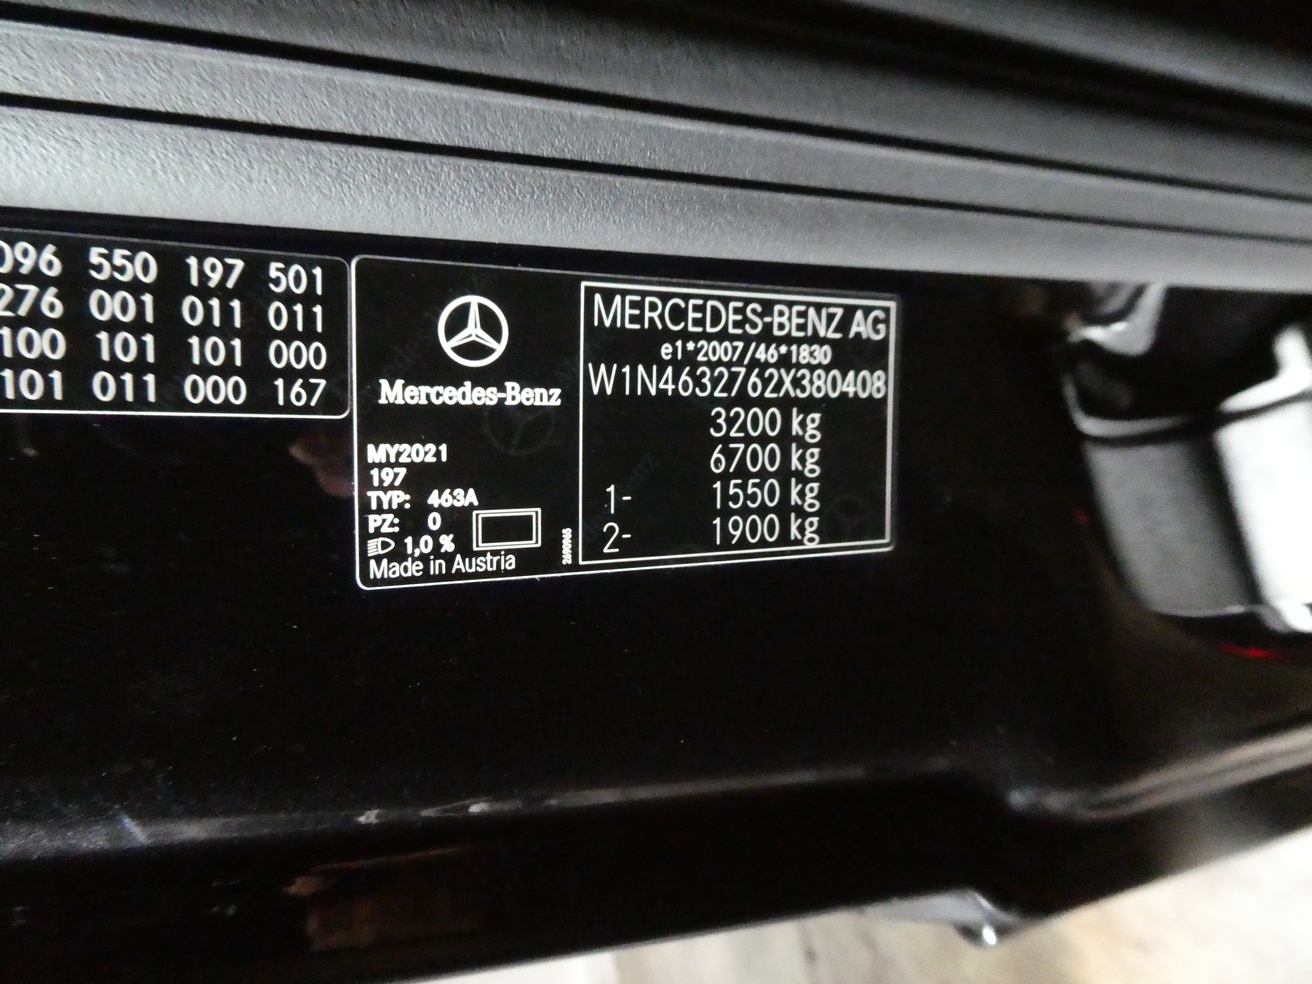 096 550 197 501
276 001 011 011
100 101 101 000
101 011 000 167
Mercedes-Benz
MY2021
197
TYP: 463A
PZ: 0
1,0 %
Made in Austria
2690965
MERCEDES-BENZ AG
e1*2007/46*1830
W1N4632762X380408
3200 kg
6700 kg
1- 1550 kg
2- 1900 kg